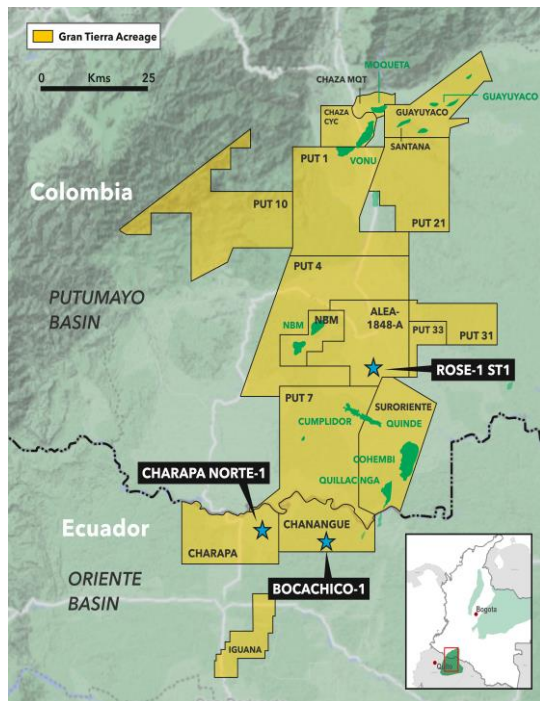 Gran Tierra Acreage
0 Kms 25
MOQUETA
CHAZA MQT
GUAYUYACO
CHAZA
CYC
GUAYUYACO
SANTANA
VONU
PUT 1
Colombia
PUT 10
PUT 21
PUT 4
PUTUMAYO
BASIN
ALEA-
1848-A
NBM
NBM
PUT 33
PUT 31
ROSE-1 ST1
PUT 7
SURORIENTE
CUMPLIDOR
QUINDE
COHEMBI
CHARAPA NORTE-1
QUILLACINGA
Ecuador
CHANANGUE
CHARAPA
ORIENTE
BASIN
BOCACHICO-1
IGUANA
Bogota